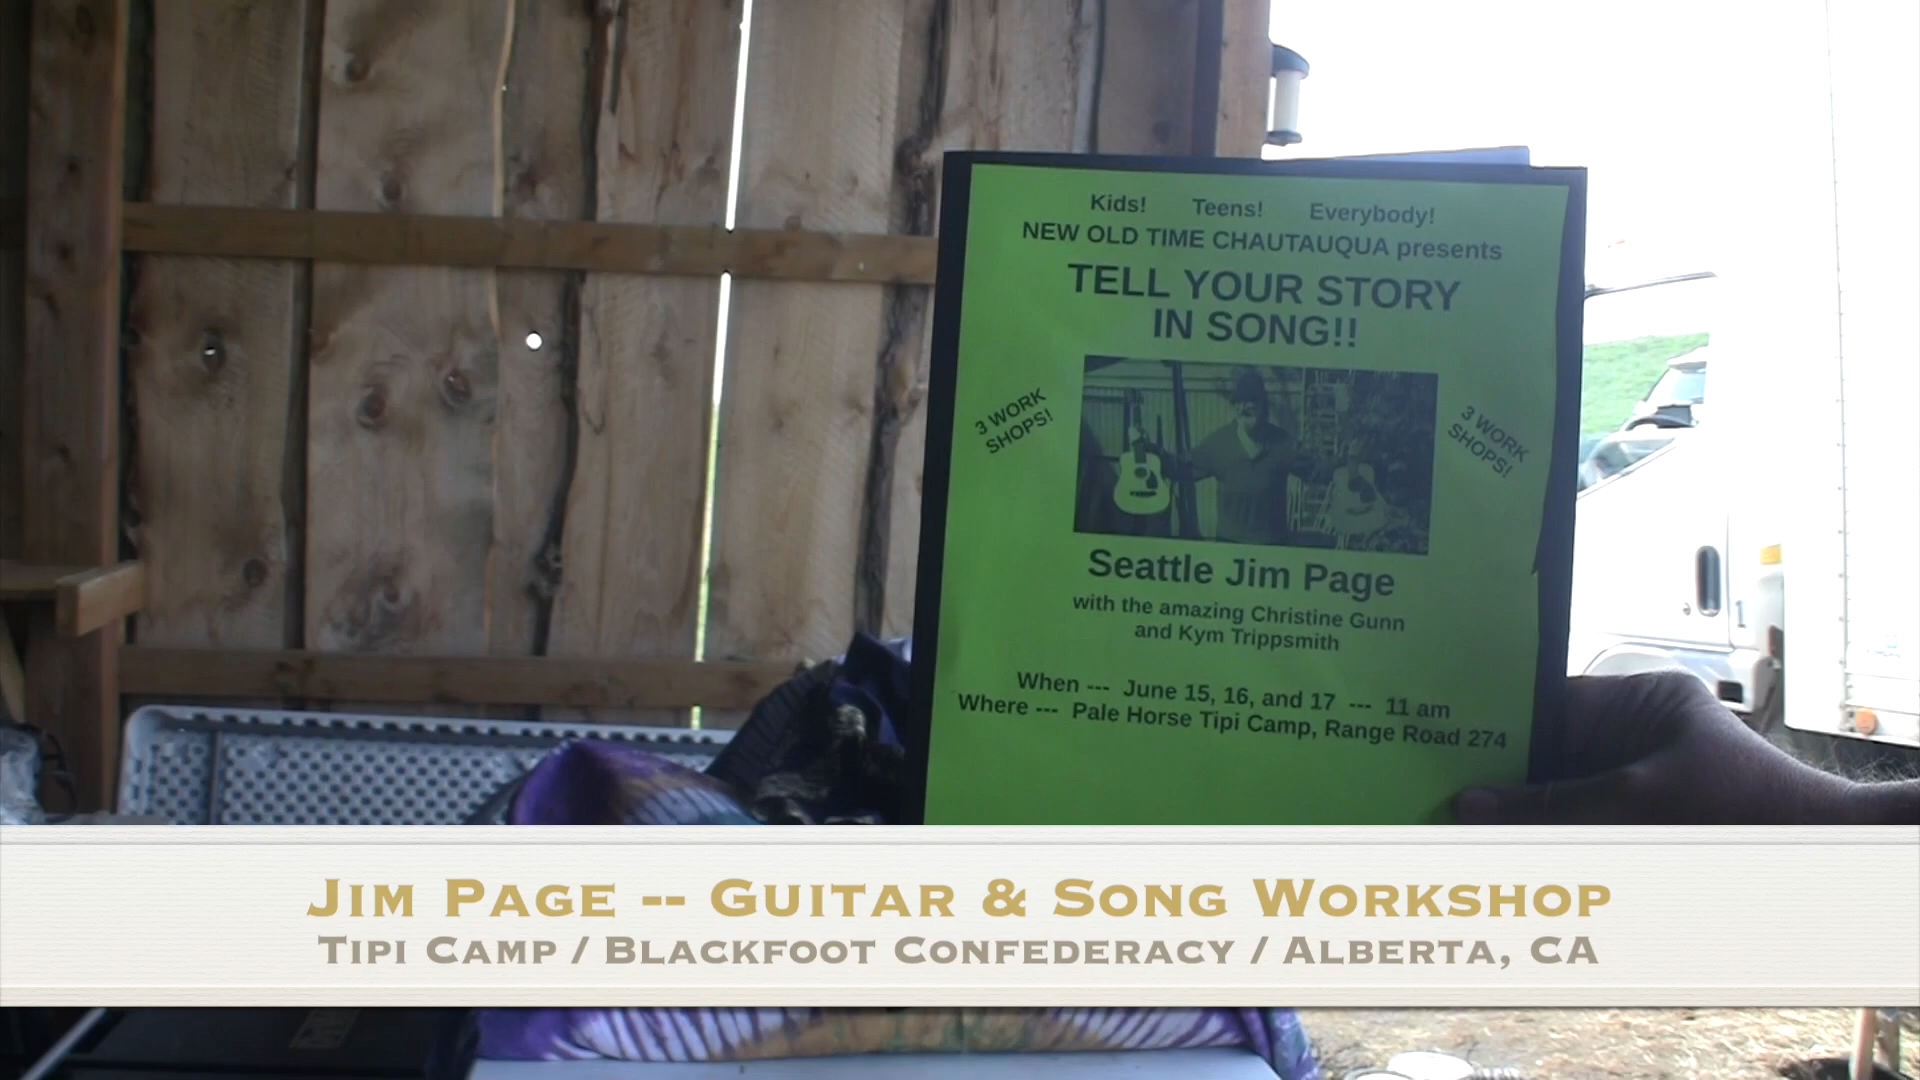 Kids! Teens! Everybody!
NEW OLD TIME CHAUTAUQUA presents
TELL YOUR STORY
IN SONG!!
3 WORK
SHOPS!
3 WORK
SHOPS!
Seattle Jim Page
with the amazing Christine Gunn
and Kym Trippsmith
When --- June 15, 16, and 17 --- 11 am
Where --- Pale Horse Tipi Camp, Range Road 274
1
JIM PAGE -- GUITAR & SONG WORKSHOP
TIPI CAMP / BLACKFOOT CONFEDERACY / ALBERTA, CA